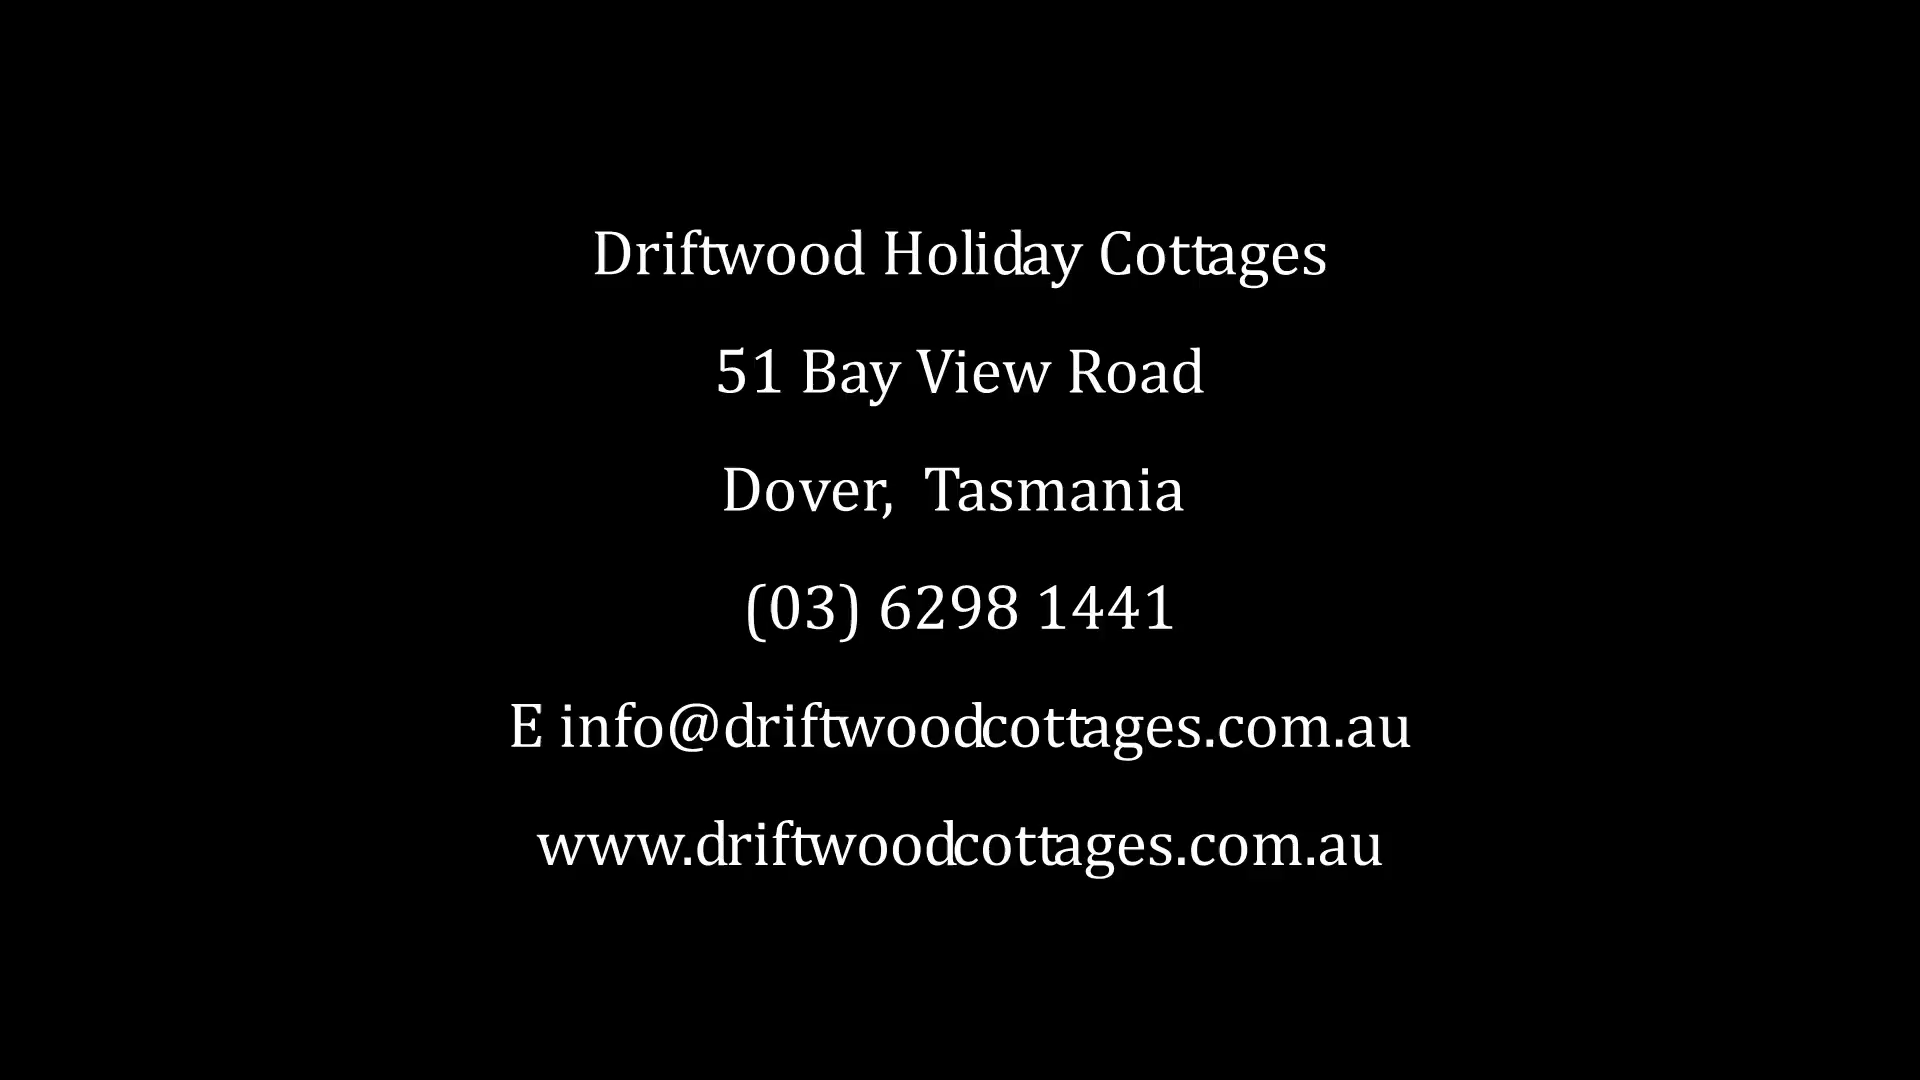 Driftwood Holiday Cottages
51 Bay View Road
Dover,  Tasmania
(03) 6298 1441
E info@driftwoodcottages.com.au
www.driftwoodcottages.com.au